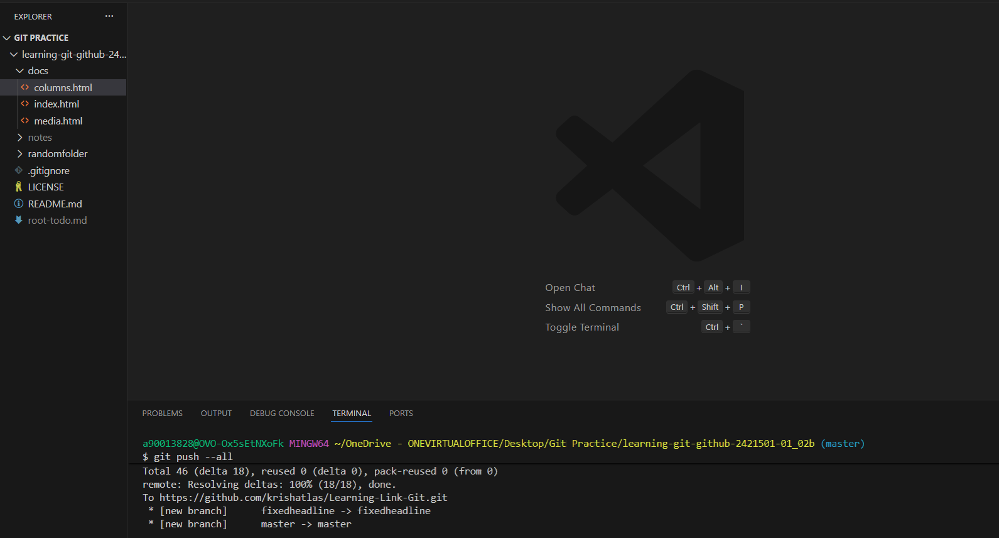 EXPLORER
GIT PRACTICE
learning-git-github-24...
docs
columns.html
index.html
media.html
notes
randomfolder
.gitignore
LICENSE
README.md
root-todo.md
Open Chat Ctrl + Alt + I
Show All Commands Ctrl + Shift + P
Toggle Terminal Ctrl + `
PROBLEMS OUTPUT DEBUG CONSOLE TERMINAL PORTS
a90013828@OVO-Ox5sEtNXoFk MINGW64 ~/OneDrive - ONEVIRTUALOFFICE/Desktop/Git Practice/learning-git-github-2421501-01_02b (master)
$ git push --all
Total 46 (delta 18), reused 0 (delta 0), pack-reused 0 (from 0)
remote: Resolving deltas: 100% (18/18), done.
To https://github.com/krishatlas/Learning-Link-Git.git
* [new branch] fixedheadline -> fixedheadline
* [new branch] master -> master